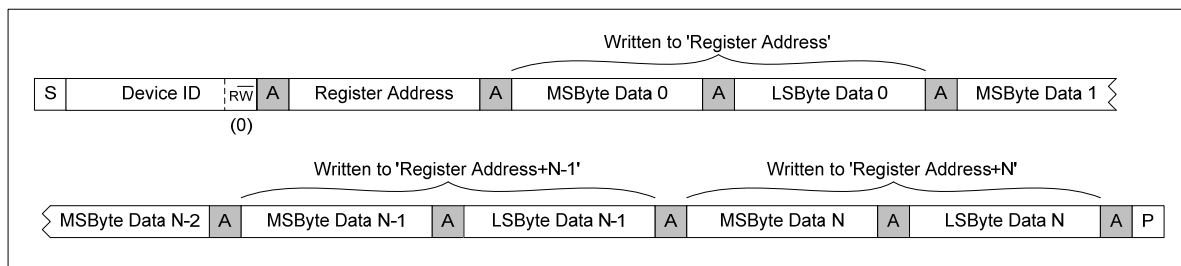 Written to 'Register Address'
S Device ID RW A Register Address A MSByte Data 0 A LSByte Data 0 A MSByte Data 1
(0)
Written to 'Register Address+N-1' Written to 'Register Address+N'
MSByte Data N-2 A MSByte Data N-1 A LSByte Data N-1 A MSByte Data N A LSByte Data N A P